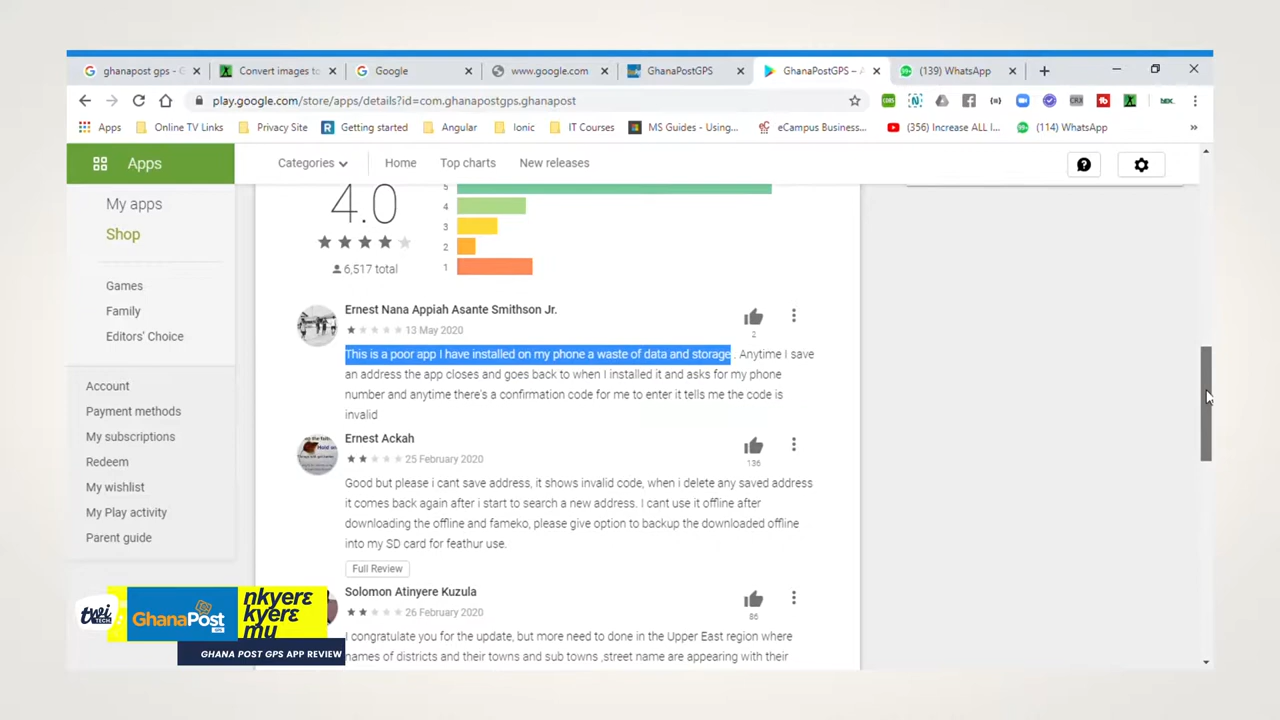 ghanapost gps - G
Convert images to
Google
www.google.com
GhanaPostGPS
GhanaPostGPS – A
(139) WhatsApp
play.google.com/store/apps/details?id=com.ghanapostgps.ghanapost
Apps
Online TV Links
Privacy Site
Getting started
Angular
Ionic
IT Courses
MS Guides - Using...
eCampus Business...
(356) Increase ALL I...
(114) WhatsApp
Apps
Categories
Home
Top charts
New releases
My apps
Shop
Games
Family
Editors' Choice
Account
Payment methods
My subscriptions
Redeem
My wishlist
My Play activity
Parent guide
4.0
6,517 total
5
4
3
2
1
Ernest Nana Appiah Asante Smithson Jr.
13 May 2020
2
This is a poor app I have installed on my phone a waste of data and storage . Anytime I save
an address the app closes and goes back to when I installed it and asks for my phone
number and anytime there's a confirmation code for me to enter it tells me the code is
invalid
Ernest Ackah
25 February 2020
136
Good but please i cant save address, it shows invalid code, when i delete any saved address
it comes back again after i start to search a new address. I cant use it offline after
downloading the offline and fameko, please give option to backup the downloaded offline
into my SD card for feathur use.
Full Review
Solomon Atinyere Kuzula
26 February 2020
86
I congratulate you for the update, but more need to done in the Upper East region where
names of districts and their towns and sub towns ,street name are appearing with their
twi
TECH
GhanaPost
GPS
nkyerɛ
kyerɛ
mu
GHANA POST GPS APP REVIEW